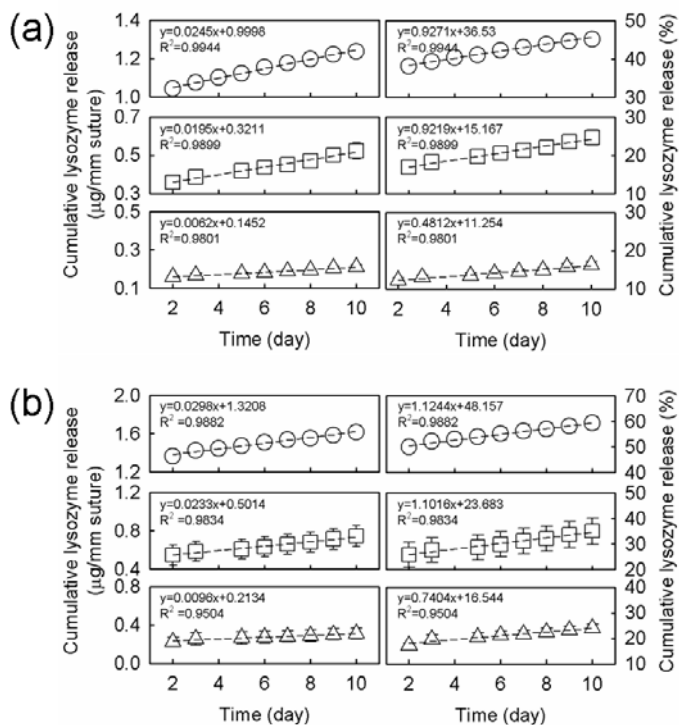 (a)
y=0.0245x+0.9998
R²=0.9944
y=0.9271x+36.53
R²=0.9944
1.4
1.2
1.0
50
40
30
y=0.0195x+0.3211
R²=0.9899
y=0.9219x+15.167
R²=0.9899
0.7
0.5
0.3
30
20
10
y=0.0062x+0.1452
R²=0.9801
y=0.4812x+11.254
R²=0.9801
0.5
0.3
0.1
30
20
10
2 4 6 8 10
2 4 6 8 10
Time (day)
Time (day)
Cumulative lysozyme release
(μg/mm suture)
Cumulative lysozyme release (%)
(b)
y=0.0298x+1.3208
R² =0.9882
y=1.1244x+48.157
R² =0.9882
2.0
1.6
1.2
70
60
50
40
y=0.0233x+0.5014
R² =0.9834
y=1.1016x+23.683
R² =0.9834
1.2
0.8
0.4
50
40
30
20
y=0.0096x+0.2134
R² =0.9504
y=0.7404x+16.544
R² =0.9504
0.8
0.4
0.0
40
30
20
10
2 4 6 8 10
2 4 6 8 10
Time (day)
Time (day)
Cumulative lysozyme release
(μg/mm suture)
Cumulative lysozyme release (%)